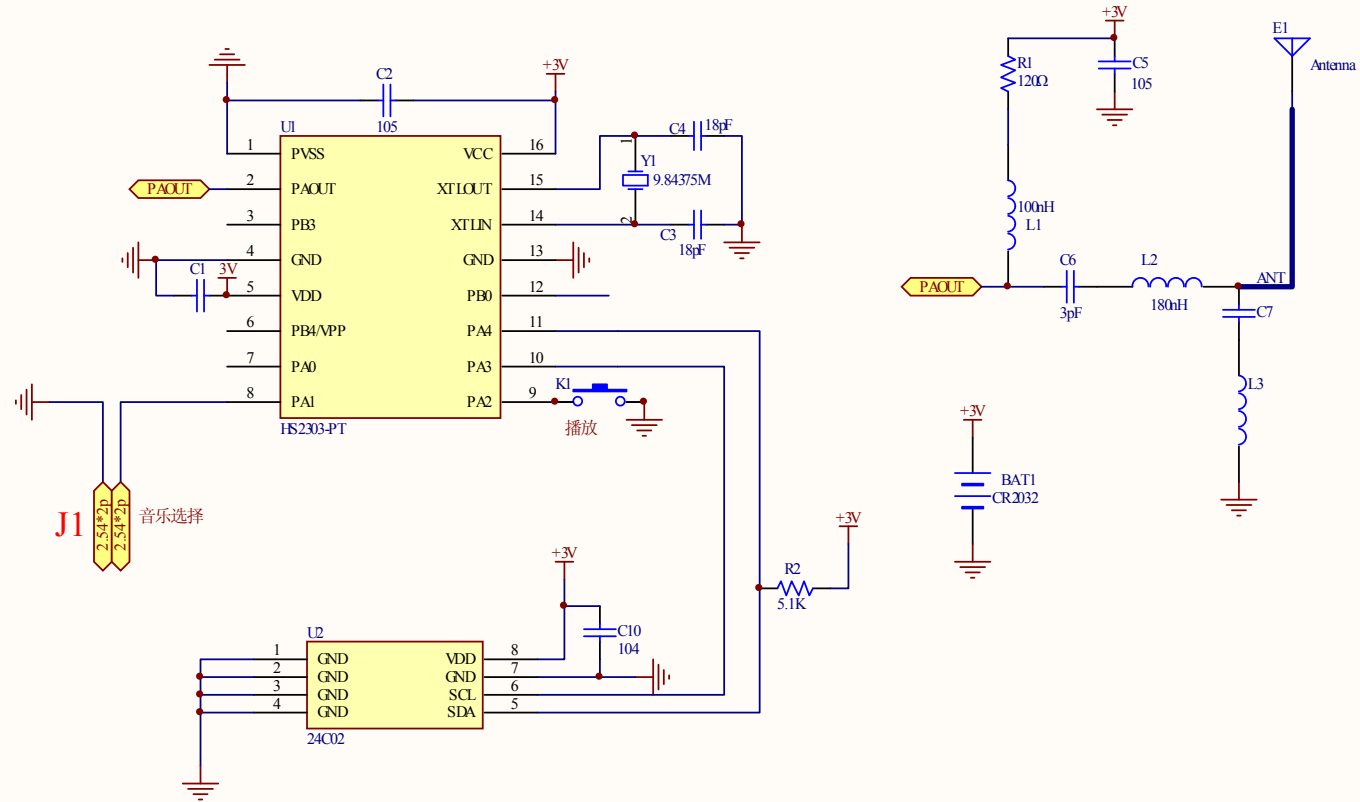 +3V
C2
105
U1
HS2303-PT
1 PVSS
2 PAOUT
3 PB3
4 GND
5 VDD
6 PB4/VPP
7 PA0
8 PA1
VCC 16
XTLOUT 15
XTLIN 14
GND 13
PB0 12
PA4 11
PA3 10
PA2 9
PAOUT
C1
3V
C4
18pF
1
Y1
9.84375M
2
C3
18pF
K1
播放
J1
2.54*2p
2.54*2p
音乐选择
+3V
U2
24C02
1 GND
2 GND
3 GND
4 GND
VDD 8
GND 7
SCL 6
SDA 5
C10
104
R2
5.1K
+3V
+3V
R1
120Ω
C5
105
100nH
L1
PAOUT
C6
3pF
L2
180nH
ANT
E1
Antenna
C7
L3
+3V
BAT1
CR2032